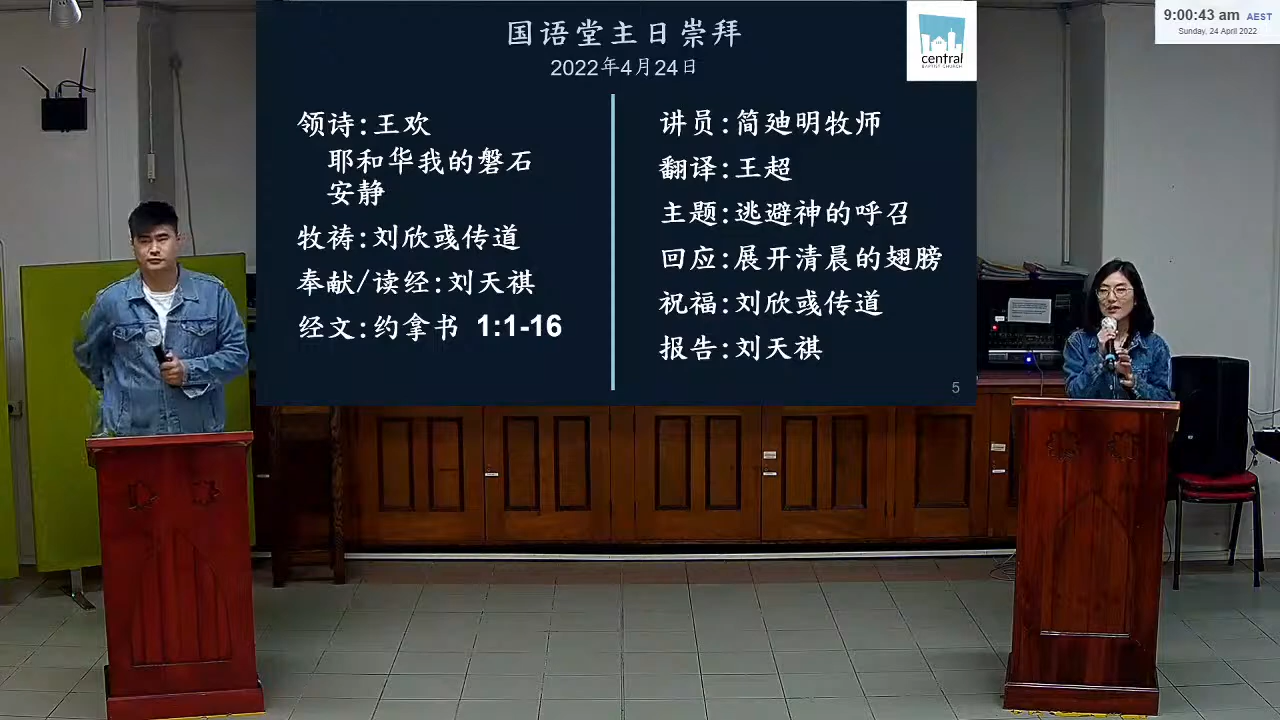 国语堂主日崇拜
2022年4月24日
central
BAPTIST CHURCH
9:00:43 am AEST
Sunday, 24 April 2022
领诗:王欢
耶和华我的磐石
安静
牧祷:刘欣彧传道
奉献/读经:刘天祺
经文:约拿书 1:1-16
讲员:简廸明牧师
翻译:王超
主题:逃避神的呼召
回应:展开清晨的翅膀
祝福:刘欣彧传道
报告:刘天祺
5